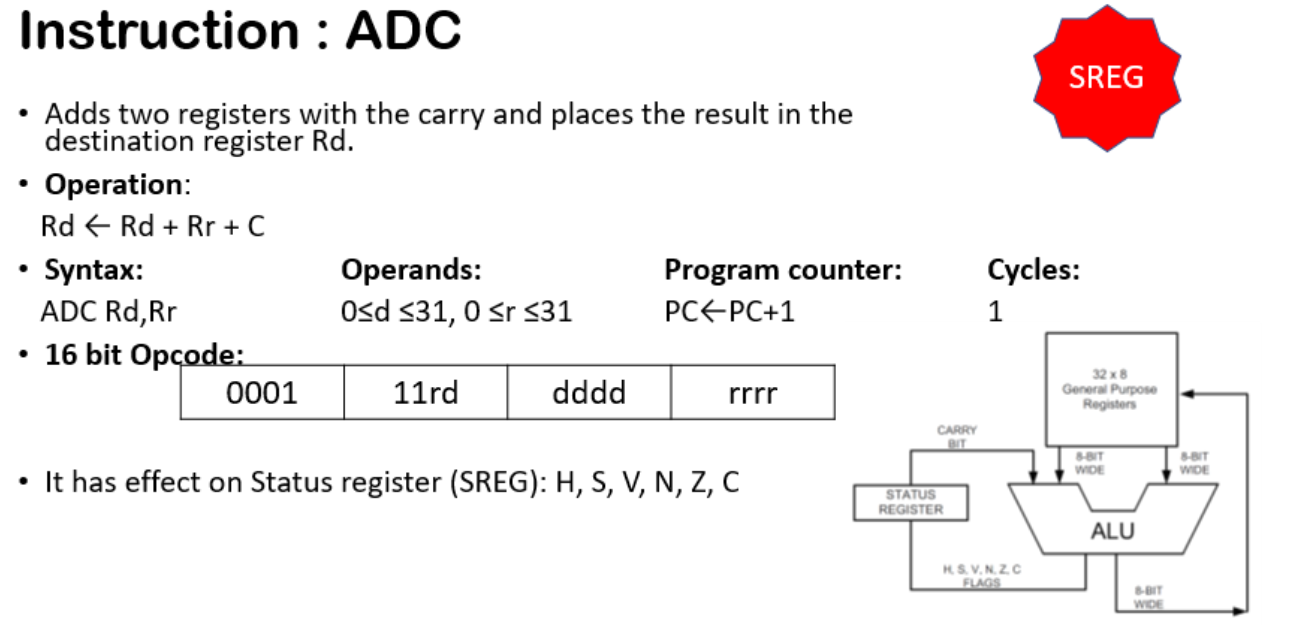 Instruction : ADC
SREG
• Adds two registers with the carry and places the result in the
destination register Rd.
• Operation:
Rd ← Rd + Rr + C
• Syntax: Operands: Program counter: Cycles:
ADC Rd,Rr 0≤d ≤31, 0 ≤r ≤31 PC←PC+1 1
• 16 bit Opcode:
0001 11rd dddd rrrr
• It has effect on Status register (SREG): H, S, V, N, Z, C
32 x 8
General Purpose
Registers
CARRY
BIT
8-BIT
WIDE
8-BIT
WIDE
STATUS
REGISTER
ALU
H, S, V, N, Z, C
FLAGS
8-BIT
WIDE